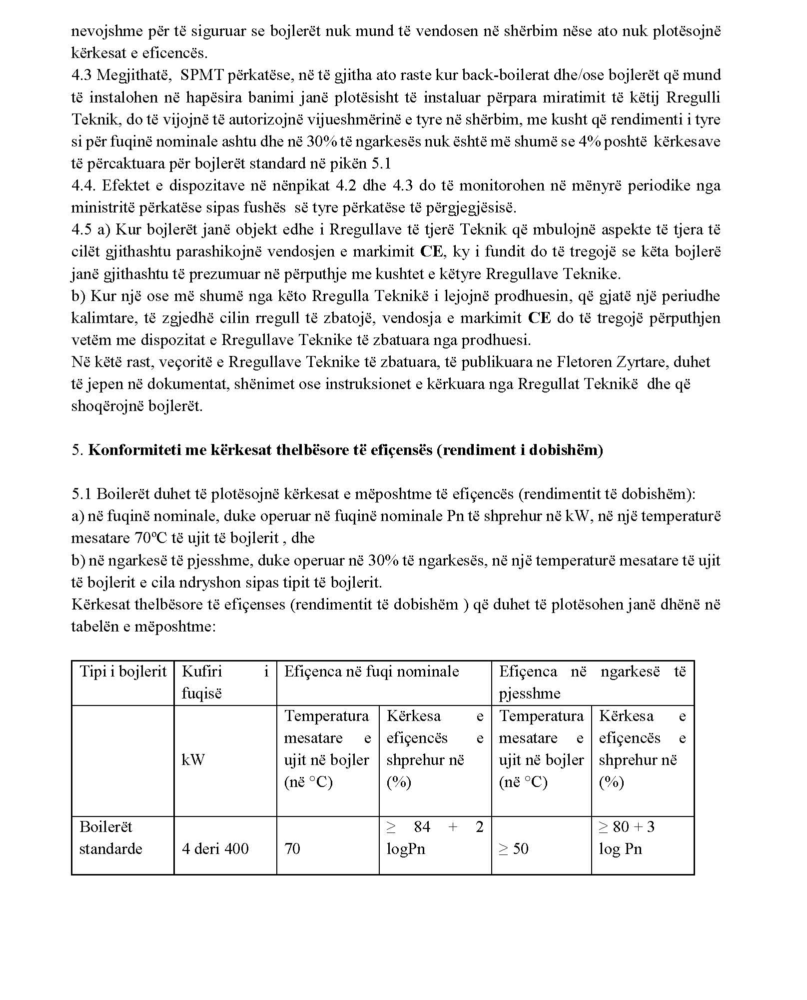 nevojshme për të siguruar se bojlerët nuk mund të vendosen në shërbim nëse ato nuk plotësojnë
kërkesat e eficencës.
4.3 Megjithatë, SPMT përkatëse, në të gjitha ato raste kur back-boilerat dhe/ose bojlerët që mund
të instalohen në hapësira banimi janë plotësisht të instaluar përpara miratimit të këtij Rregulli
Teknik, do të vijojnë të autorizojnë vijueshmërinë e tyre në shërbim, me kusht që rendimenti i tyre
si për fuqinë nominale ashtu dhe në 30% të ngarkesës nuk është më shumë se 4% poshtë kërkesave
të përcaktuara për bojlerët standard në pikën 5.1
4.4. Efektet e dispozitave në nënpikat 4.2 dhe 4.3 do të monitorohen në mënyrë periodike nga
ministritë përkatëse sipas fushës së tyre përkatëse të përgjegjësisë.
4.5 a) Kur bojlerët janë objekt edhe i Rregullave të tjerë Teknik që mbulojnë aspekte të tjera të
cilët gjithashtu parashikojnë vendosjen e markimit CE, ky i fundit do të tregojë se këta bojlerë
janë gjithashtu të prezumuar në përputhje me kushtet e këtyre Rregullave Teknike.
b) Kur një ose më shumë nga këto Rregulla Teknikë i lejojnë prodhuesin, që gjatë një periudhe
kalimtare, të zgjedhë cilin rregull të zbatojë, vendosja e markimit CE do të tregojë përputhjen
vetëm me dispozitat e Rregullave Teknike të zbatuara nga prodhuesi.
Në këtë rast, veçoritë e Rregullave Teknike të zbatuara, të publikuara ne Fletoren Zyrtare, duhet
të jepen në dokumentat, shënimet ose instruksionet e kërkuara nga Rregullat Teknikë dhe që
shoqërojnë bojlerët.
5. Konformiteti me kërkesat thelbësore të efiçensës (rendiment i dobishëm)
5.1 Boilerët duhet të plotësojnë kërkesat e mëposhtme të efiçencës (rendimentit të dobishëm):
a) në fuqinë nominale, duke operuar në fuqinë nominale Pn të shprehur në kW, në një temperaturë
mesatare 70ºC të ujit të bojlerit , dhe
b) në ngarkesë të pjesshme, duke operuar në 30% të ngarkesës, në një temperaturë mesatare të ujit
të bojlerit e cila ndryshon sipas tipit të bojlerit.
Kërkesat thelbësore të efiçenses (rendimentit të dobishëm ) që duhet të plotësohen janë dhënë në
tabelën e mëposhtme:
Tipi i bojlerit
Kufiri i
fuqisë
Efiçenca në fuqi nominale
Efiçenca në ngarkesë të
pjesshme
kW
Temperatura
mesatare e
ujit në bojler
(në °C)
Kërkesa e
efiçencës e
shprehur në
(%)
Temperatura
mesatare e
ujit në bojler
(në °C)
Kërkesa e
efiçencës e
shprehur në
(%)
Boilerët
standarde
4 deri 400
70
≥ 84 + 2
logPn
≥ 50
≥ 80 + 3
log Pn